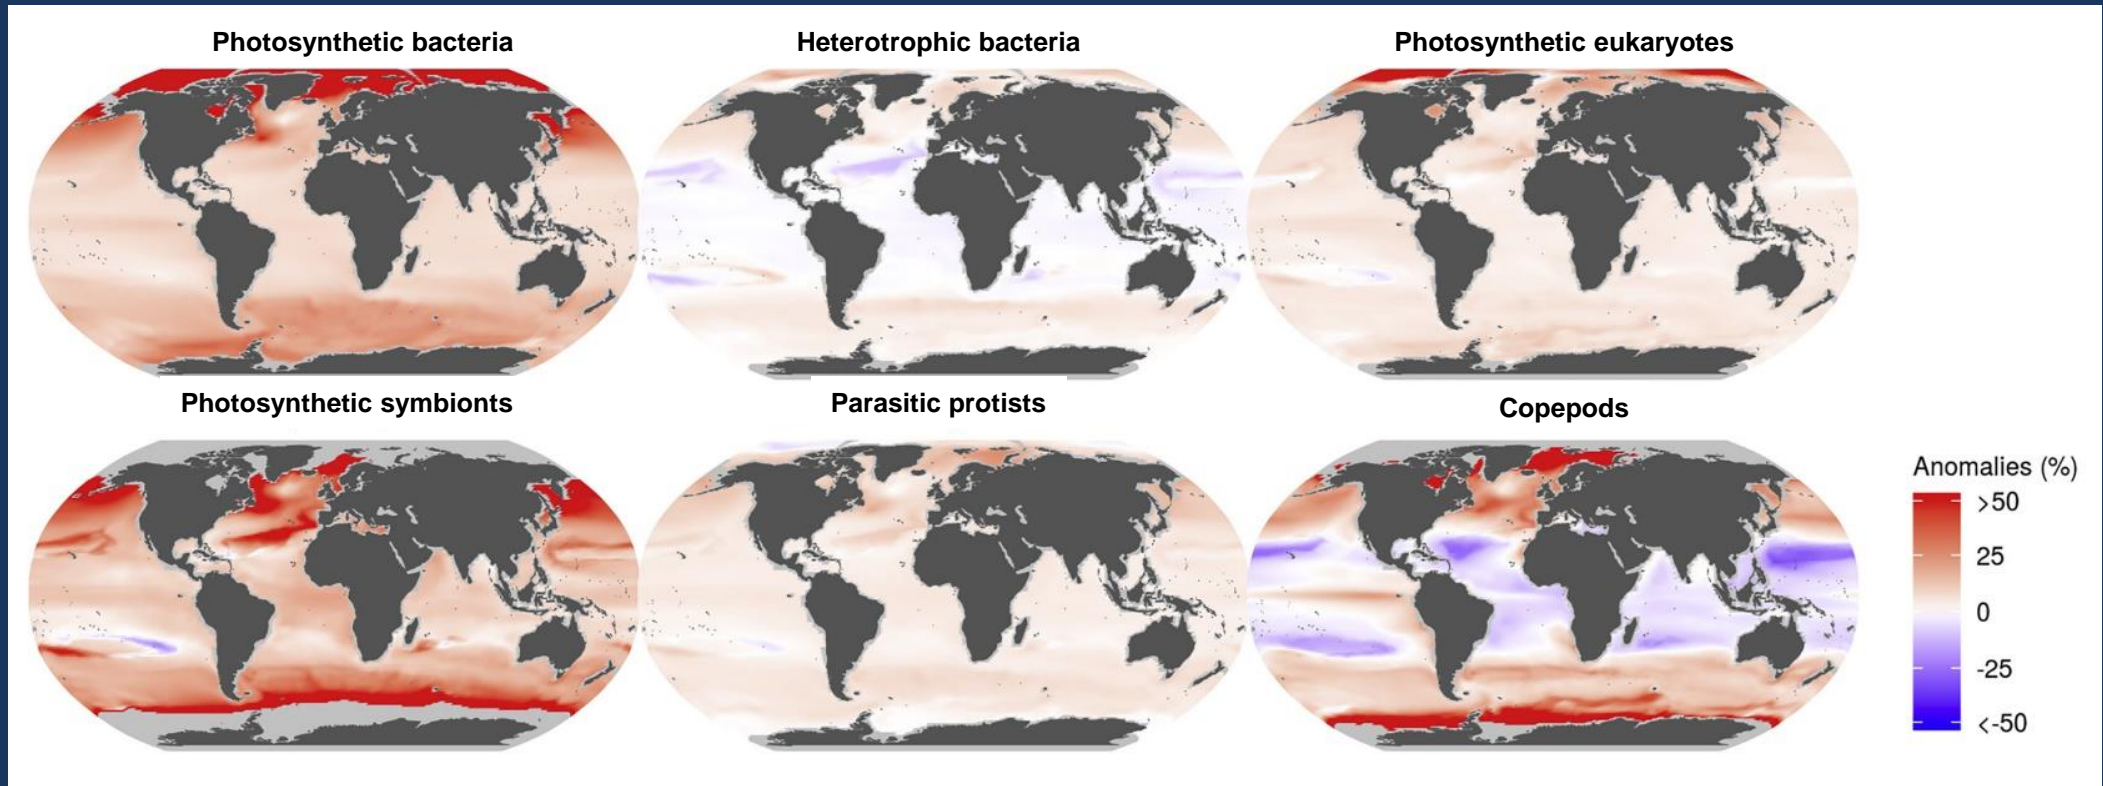 Photosynthetic bacteria
Heterotrophic bacteria
Photosynthetic eukaryotes
Photosynthetic symbionts
Parasitic protists
Copepods
Anomalies (%)
>50
25
0
-25
<-50